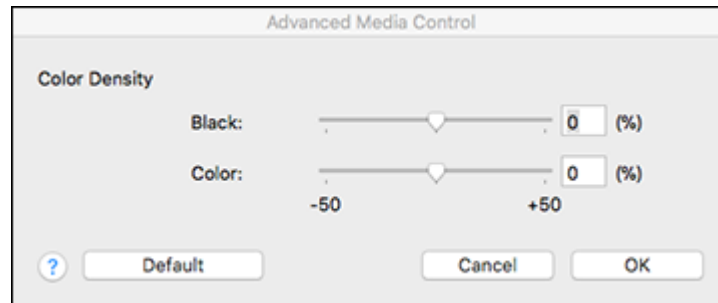 Advanced Media Control
Color Density
Black: 0 (%)
Color: 0 (%)
-50 +50
? Default Cancel OK